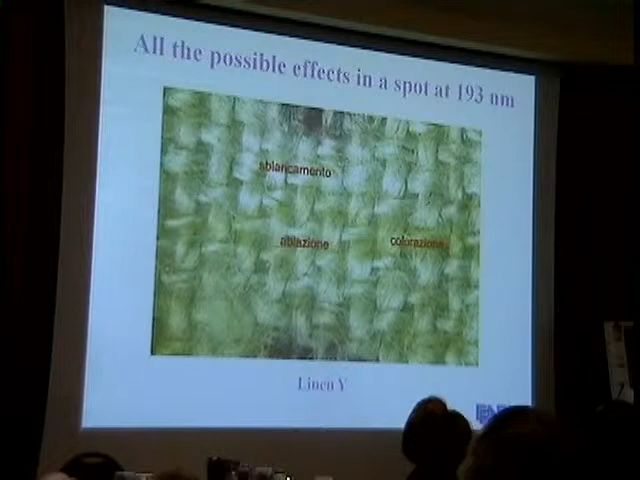 All the possible effects in a spot at 193 nm
sbiancamento
ablazione
colorazione
Linen Y